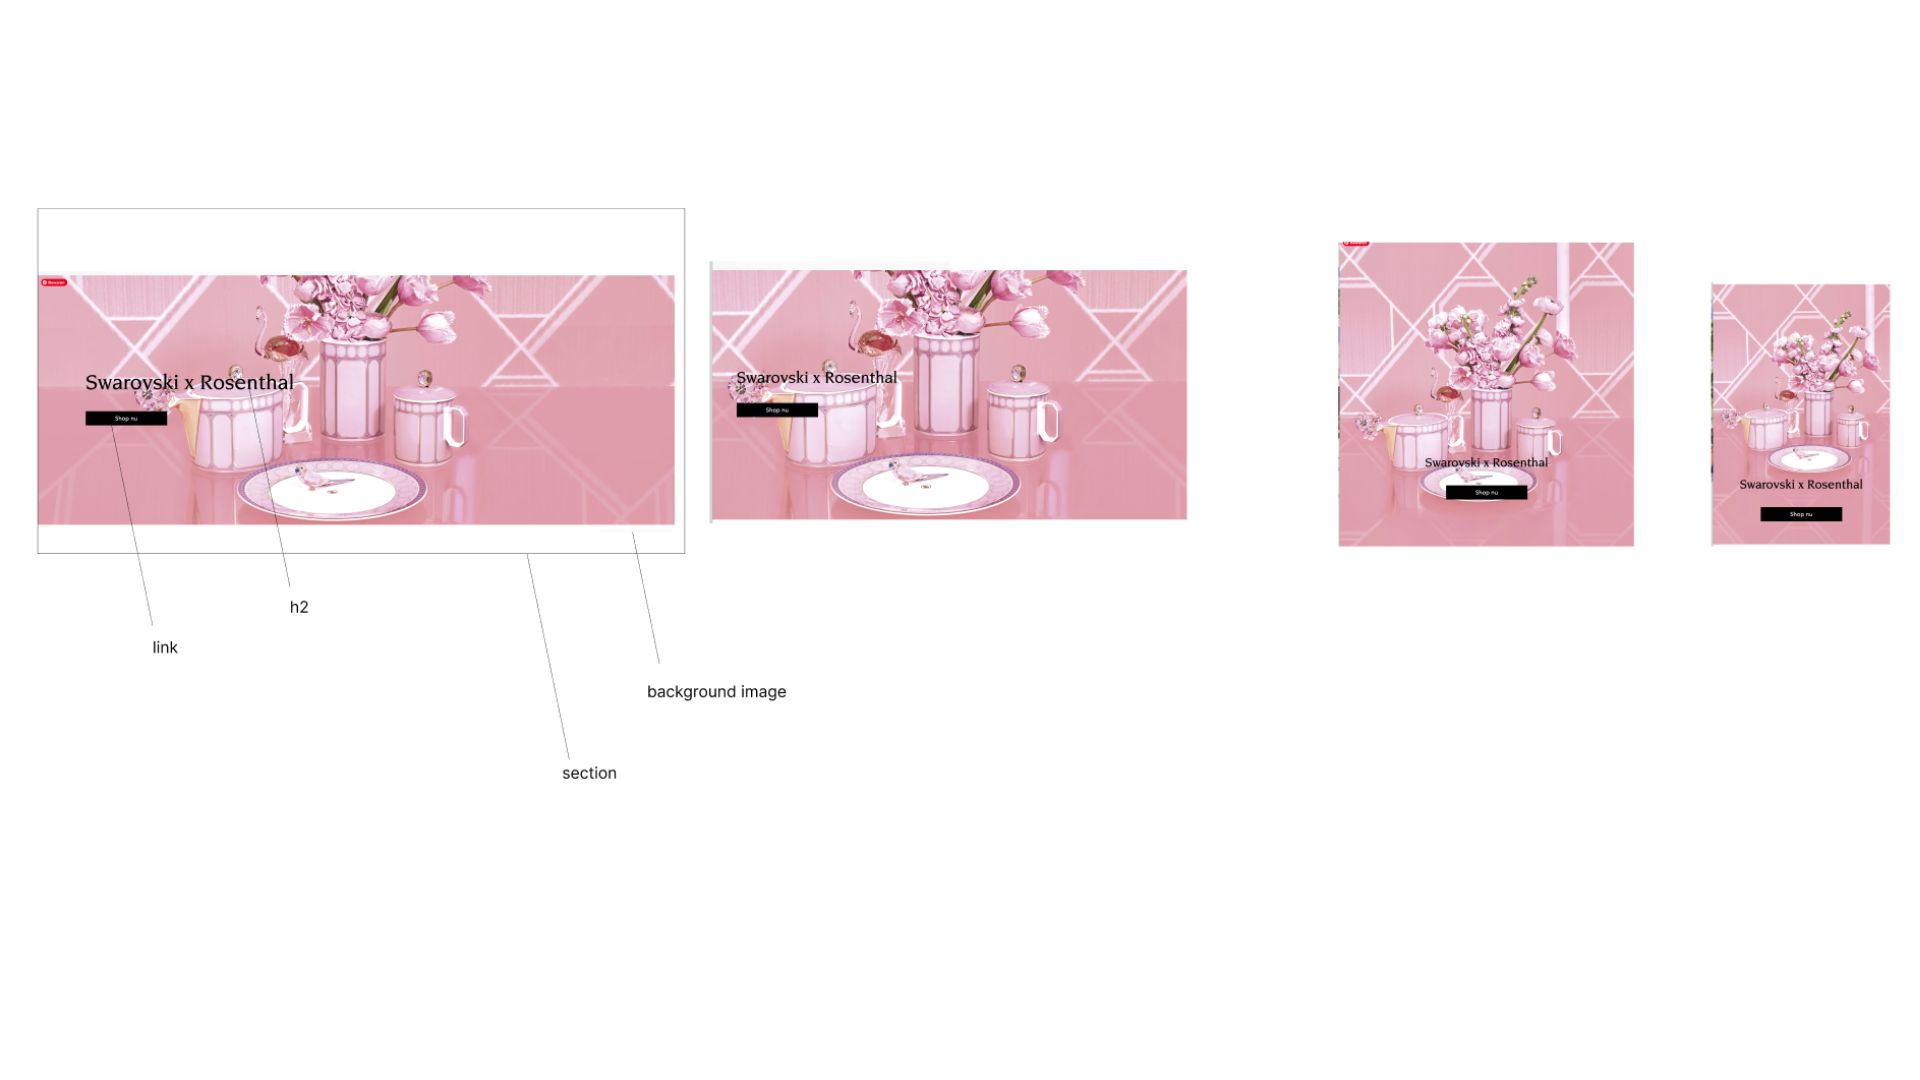 Swarovski x Rosenthal
Shop nu
h2
link
background image
section
Swarovski x Rosenthal
Shop nu
Swarovski x Rosenthal
Shop nu
Swarovski x Rosenthal
Shop nu